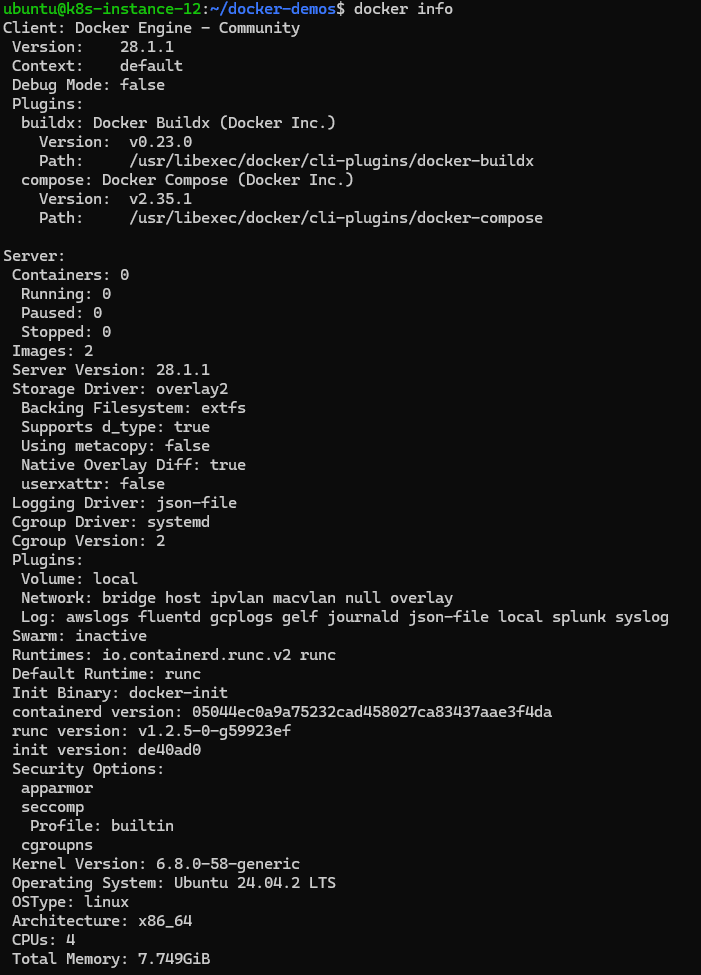 ubuntu@k8s-instance-12:~/docker-demos$ docker info
Client: Docker Engine - Community
 Version:    28.1.1
 Context:    default
 Debug Mode: false
 Plugins:
  buildx: Docker Buildx (Docker Inc.)
    Version:  v0.23.0
    Path:     /usr/libexec/docker/cli-plugins/docker-buildx
  compose: Docker Compose (Docker Inc.)
    Version:  v2.35.1
    Path:     /usr/libexec/docker/cli-plugins/docker-compose

Server:
 Containers: 0
  Running: 0
  Paused: 0
  Stopped: 0
 Images: 2
 Server Version: 28.1.1
 Storage Driver: overlay2
  Backing Filesystem: extfs
  Supports d_type: true
  Using metacopy: false
  Native Overlay Diff: true
  userxattr: false
 Logging Driver: json-file
 Cgroup Driver: systemd
 Cgroup Version: 2
 Plugins:
  Volume: local
  Network: bridge host ipvlan macvlan null overlay
  Log: awslogs fluentd gcplogs gelf journald json-file local splunk syslog
 Swarm: inactive
 Runtimes: io.containerd.runc.v2 runc
 Default Runtime: runc
 Init Binary: docker-init
 containerd version: 05044ec0a9a75232cad458027ca83437aae3f4da
 runc version: v1.2.5-0-g59923ef
 init version: de40ad0
 Security Options:
  apparmor
  seccomp
   Profile: builtin
  cgroupns
 Kernel Version: 6.8.0-58-generic
 Operating System: Ubuntu 24.04.2 LTS
 OSType: linux
 Architecture: x86_64
 CPUs: 4
 Total Memory: 7.749GiB